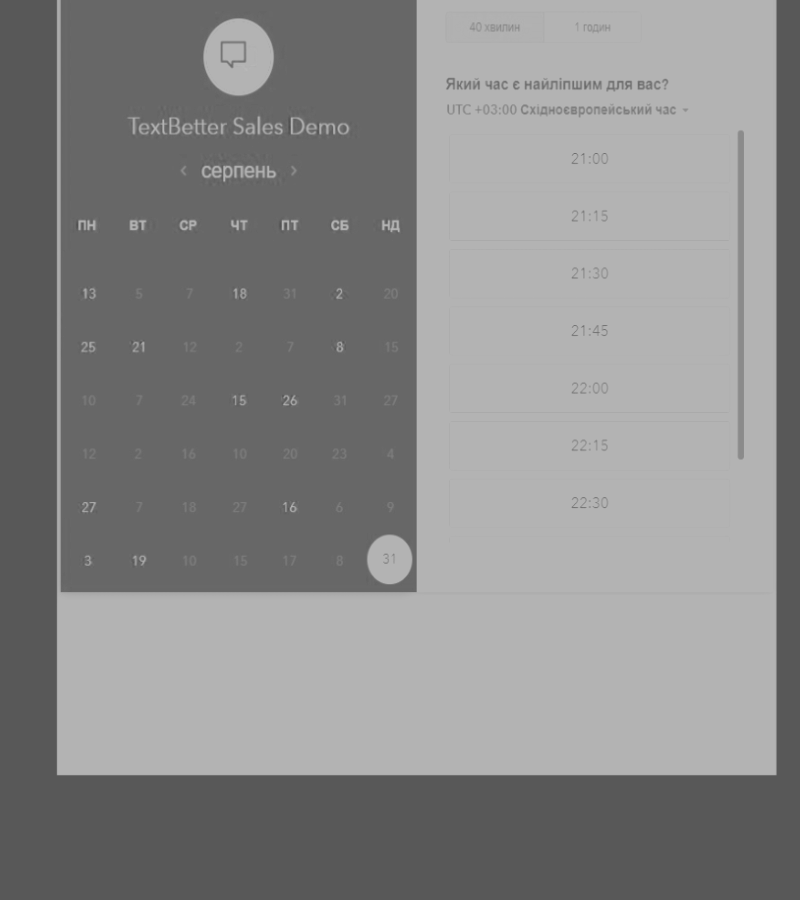 40 хвилин 1 годин
Який час є найліпшим для вас?
UTC +03:00 Східноєвропейський час
TextBetter Sales Demo
серпень
ПН ВТ СР ЧТ ПТ СБ НД
13 5 7 18 31 2 20
25 21 12 2 7 8 15
10 7 24 15 26 31 27
12 2 16 10 20 23 4
27 7 18 27 16 6 9
3 19 10 15 17 8 31
21:00
21:15
21:30
21:45
22:00
22:15
22:30